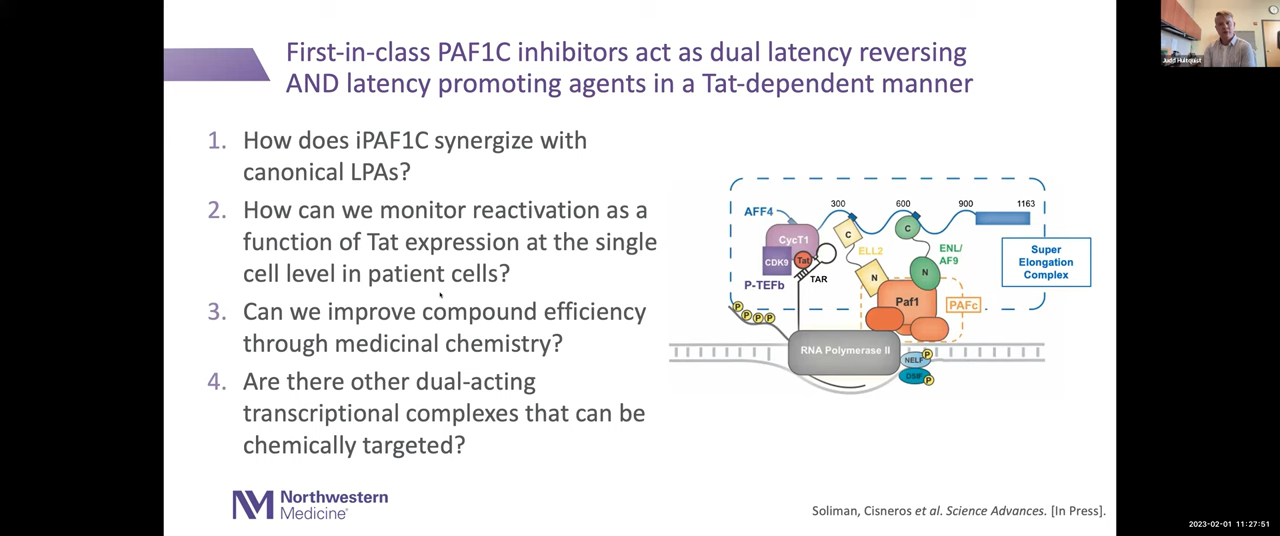 First-in-class PAF1C inhibitors act as dual latency reversing
AND latency promoting agents in a Tat-dependent manner
1. How does iPAF1C synergize with
canonical LPAs?
2. How can we monitor reactivation as a
function of Tat expression at the single
cell level in patient cells?
3. Can we improve compound efficiency
through medicinal chemistry?
4. Are there other dual-acting
transcriptional complexes that can be
chemically targeted?
AFF4
300
600
900
1163
CycT1
C
C
CDK9
Tat
ELL2
ENL/
AF9
Super
Elongation
Complex
TAR
N
N
P-TEFb
Paf1
PAFc
P
P
P
P
RNA Polymerase II
NELF
P
DSIF
P
Northwestern
Medicine®
Soliman, Cisneros et al. Science Advances. [In Press].
Judd Hultquist
2023-02-01 11:27:51